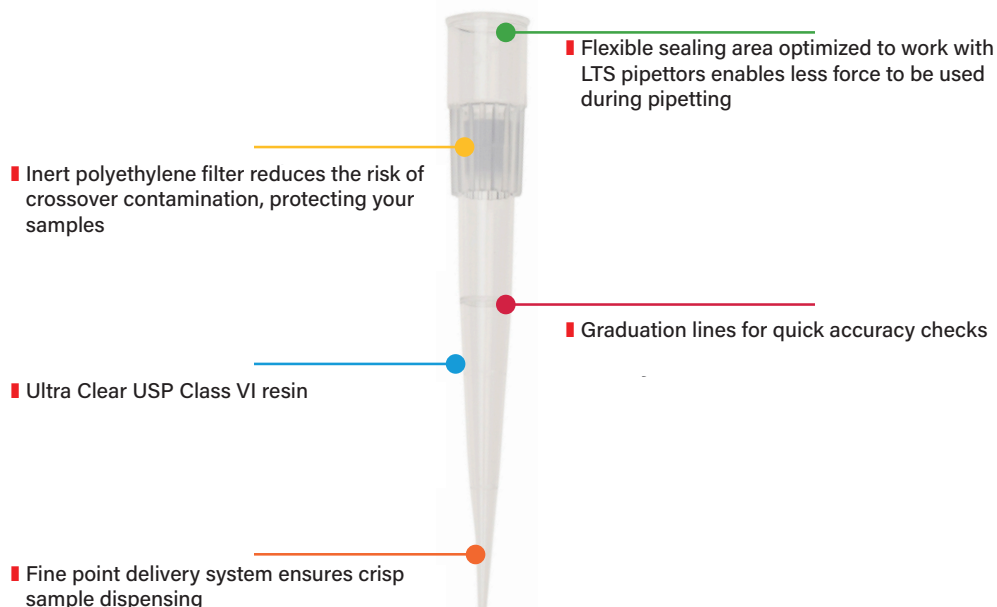 Flexible sealing area optimized to work with
LTS pipettors enables less force to be used
during pipetting
Inert polyethylene filter reduces the risk of
crossover contamination, protecting your
samples
Graduation lines for quick accuracy checks
Ultra Clear USP Class VI resin
Fine point delivery system ensures crisp
sample dispensing